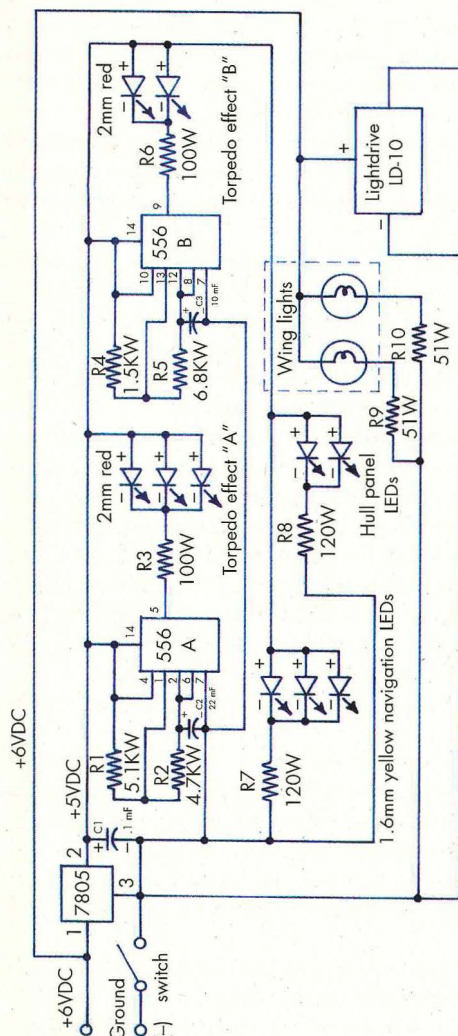 +6VDC
+6VDC
1
7805
2
3
+5VDC
Ground
(–)
switch
+
C1
–
.1 mF
R1
5.1KW
R2
4.7KW
4
1
2
6
7
14
556
A
5
+
– C2
22 mF
R3
100W
2mm red
+
–
+
–
+
–
Torpedo effect "A"
R4
1.5KW
R5
6.8KW
10
13
12
8
7
14
556
B
9
+
– C3
10 mF
R6
100W
2mm red
+
–
+
–
Torpedo effect "B"
R7
120W
+
–
+
–
+
–
1.6mm yellow navigation LEDs
R8
120W
+
–
+
–
Hull panel
LEDs
Wing lights
R9
51W
R10
51W
+
–
Lightdrive
LD-10